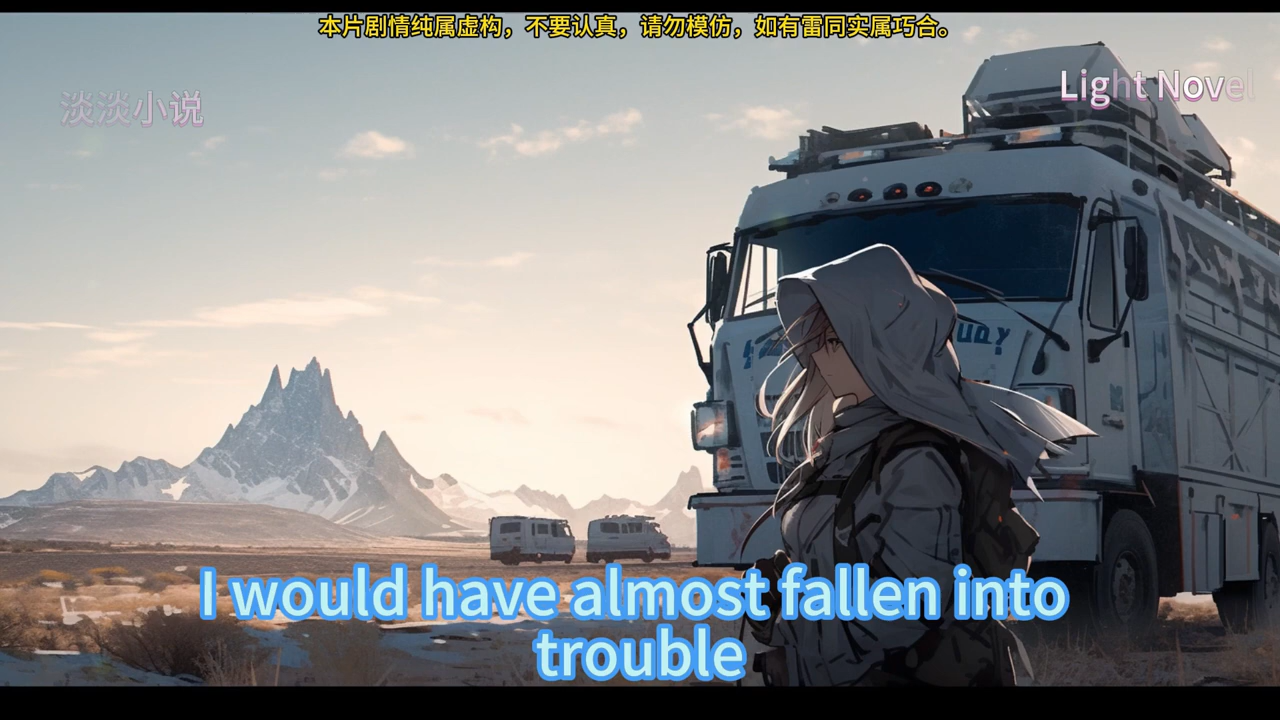 本片剧情纯属虚构，不要认真，请勿模仿，如有雷同实属巧合。
淡淡小说
Light Novel
I would have almost fallen into
trouble